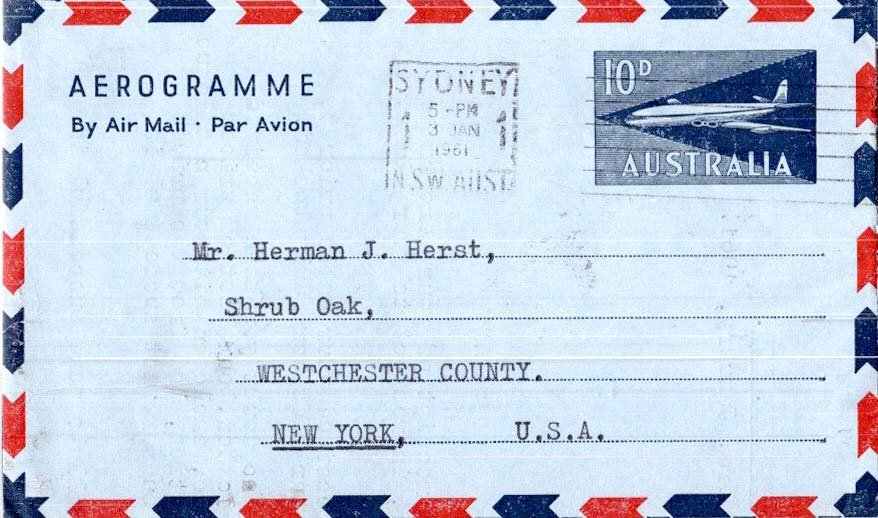 AEROGRAMME
By Air Mail · Par Avion
SYDNEY
5-PM
3 JAN
1961
N.S.W. AUST
10D
AUSTRALIA
Mr. Herman J. Herst,
Shrub Oak,
WESTCHESTER COUNTY.
NEW YORK, U.S.A.